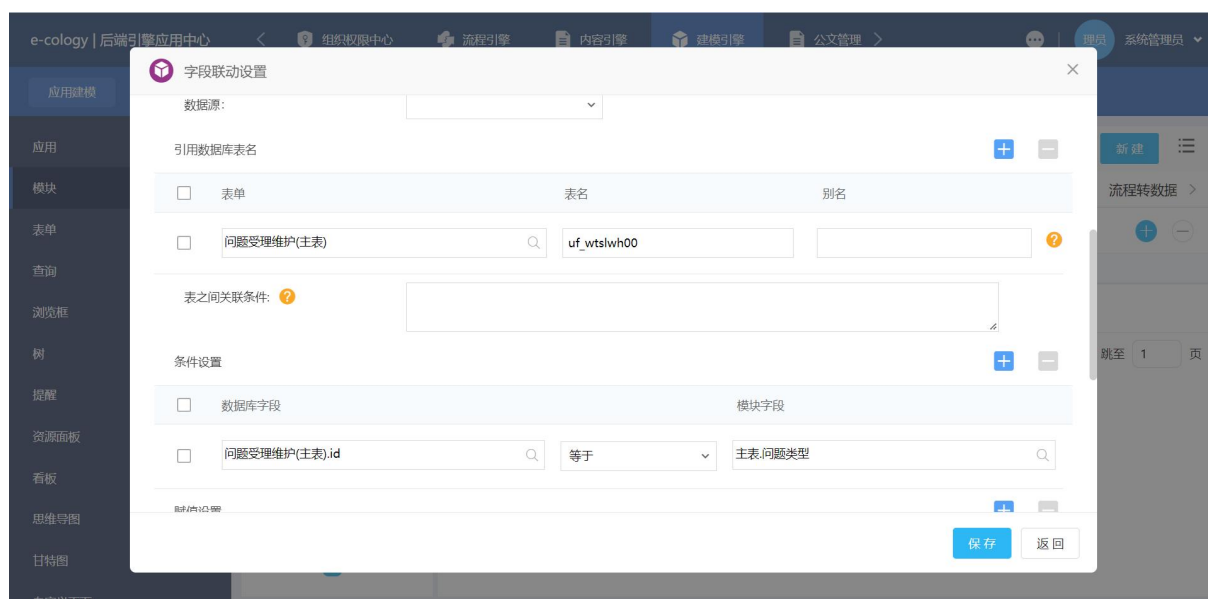 e-cology | 后端引擎应用中心 组织权限中心 流程引擎 内容引擎 建模引擎 公文管理 理员 系统管理员
字段联动设置
应用建模
数据源:
应用
引用数据库表名
新建
模块
表单 表名 别名
流程转数据
表单
问题受理维护(主表) uf_wtslwh00
查询
浏览框
表之间关联条件:
树
条件设置
跳至 1 页
提醒
数据库字段 模块字段
资源面板
问题受理维护(主表).id 等于 主表.问题类型
看板
思维导图
赋值设置
保存 返回
甘特图